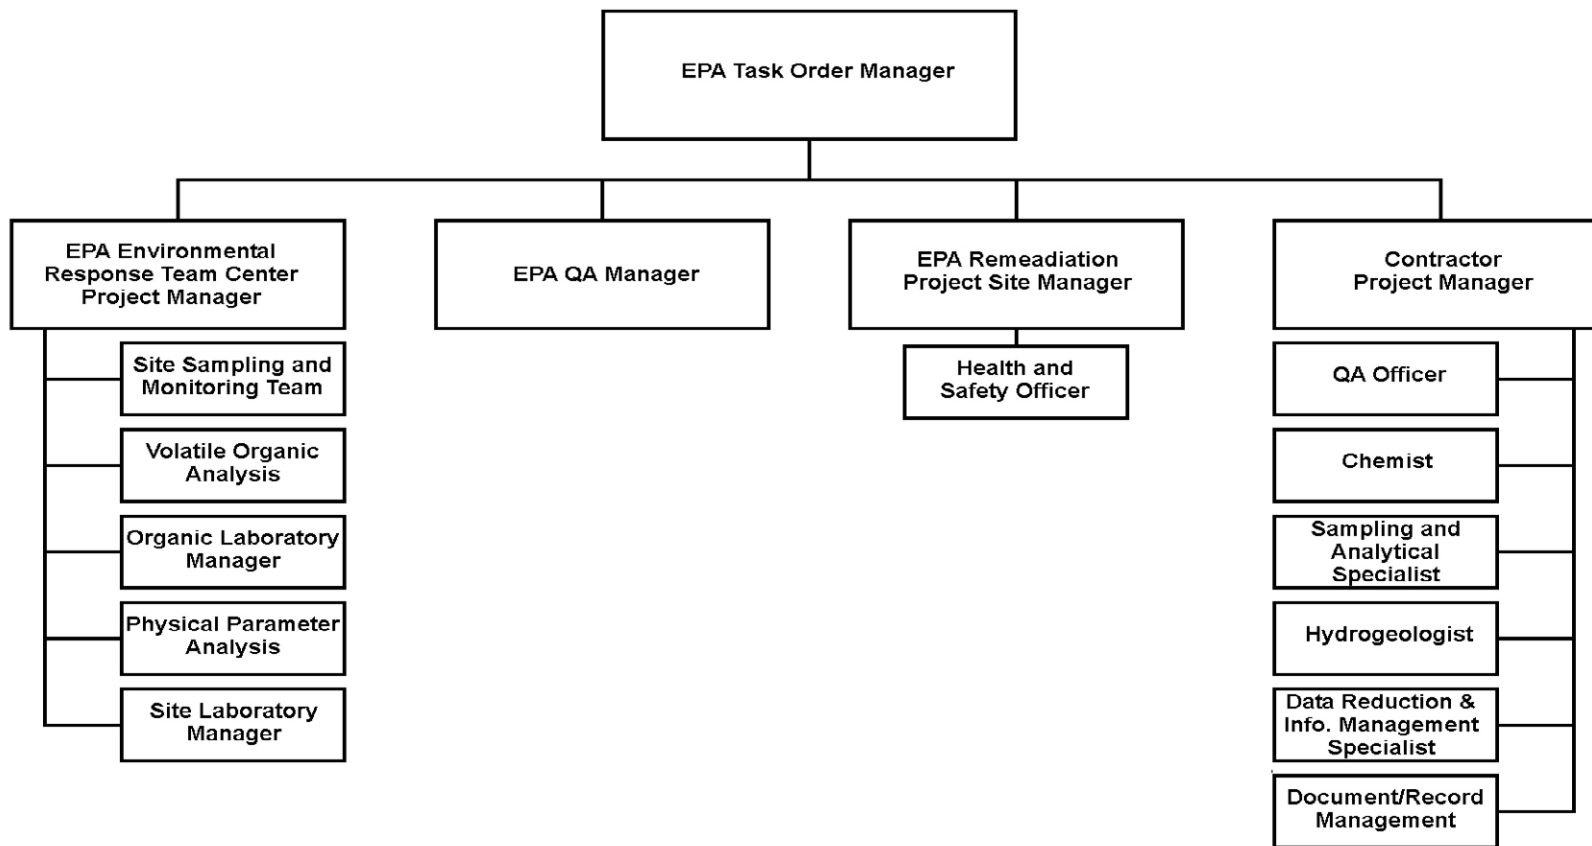 EPA Task Order Manager
EPA Environmental
Response Team Center
Project Manager
EPA QA Manager
EPA Remeadiation
Project Site Manager
Contractor
Project Manager
Site Sampling and
Monitoring Team
Volatile Organic
Analysis
Organic Laboratory
Manager
Physical Parameter
Analysis
Site Laboratory
Manager
Health and
Safety Officer
QA Officer
Chemist
Sampling and
Analytical
Specialist
Hydrogeologist
Data Reduction &
Info. Management
Specialist
Document/Record
Management